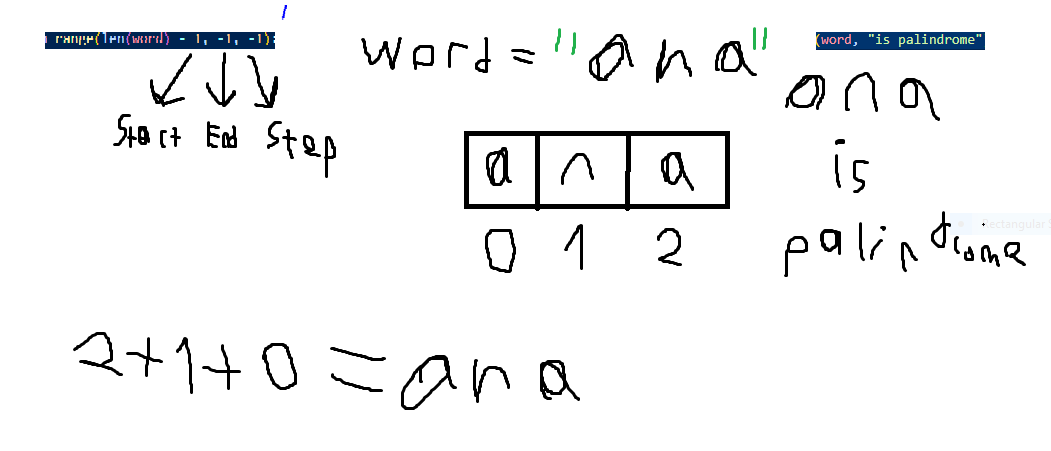 range(len(word) - 1, -1, -1):
Start End Step
word = "ana"
a n a
0 1 2
(word, "is palindrome"
ana
is
palindrome
2+1+0 = ana